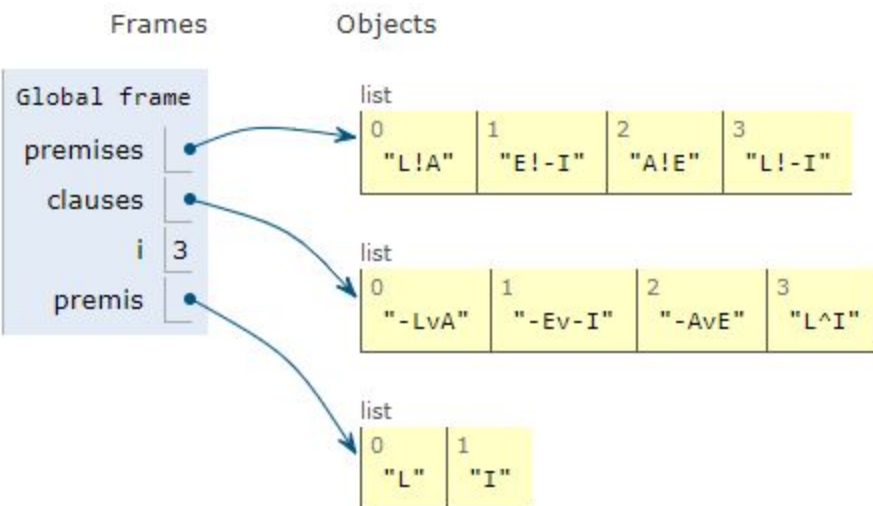 Frames Objects
Global frame
premises
clauses
i 3
premis
list
0 1 2 3
"L!A" "E!-I" "A!E" "L!-I"
list
0 1 2 3
"-LvA" "-Ev-I" "-AvE" "L^I"
list
0 1
"L" "I"